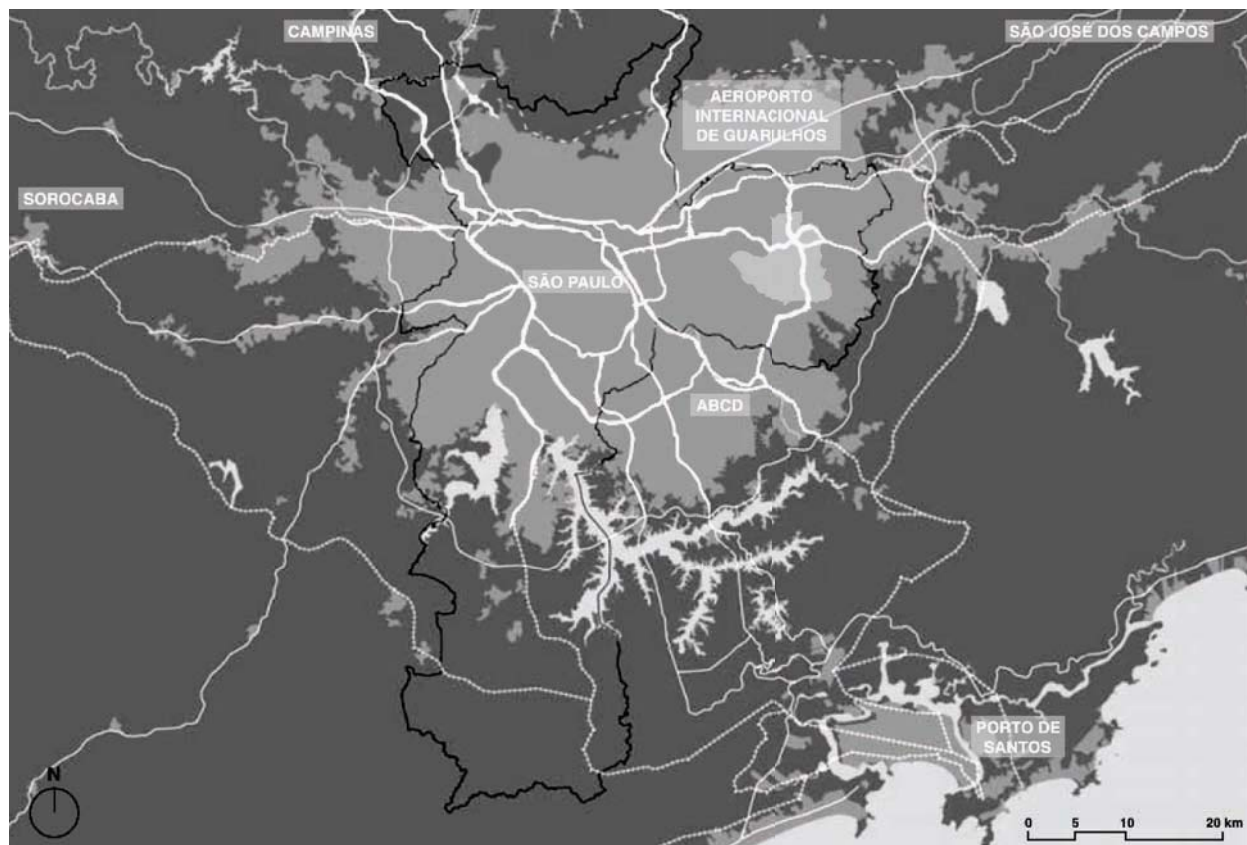 CAMPINAS
SÃO JOSÉ DOS CAMPOS
AEROPORTO
INTERNACIONAL
DE GUARULHOS
SOROCABA
SÃO PAULO
ABCD
PORTO DE
SANTOS
N
0 5 10 20 km